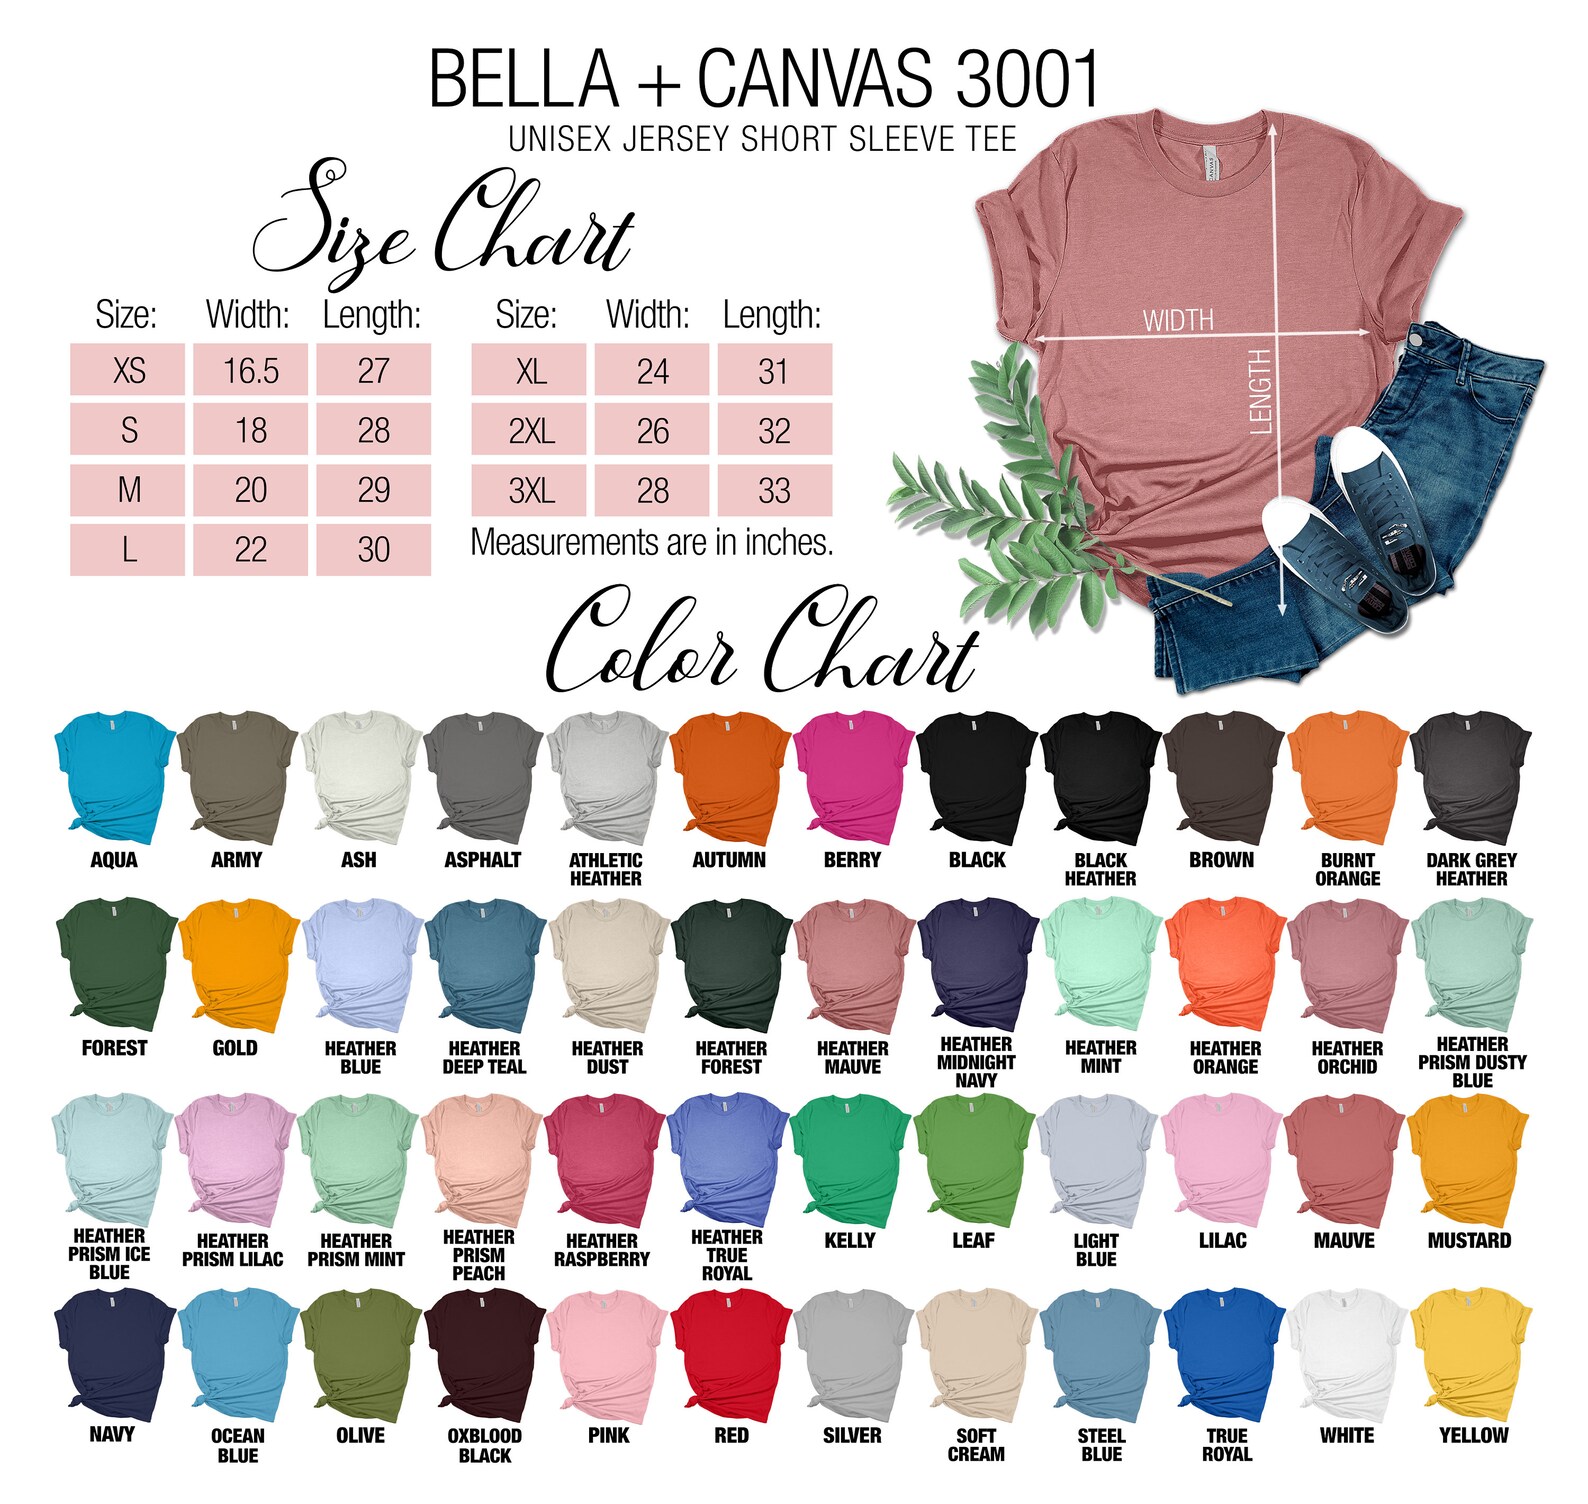 BELLA + CANVAS 3001
UNISEX JERSEY SHORT SLEEVE TEE
Size Chart
Size: Width: Length:
XS 16.5 27
S 18 28
M 20 29
L 22 30
Size: Width: Length:
XL 24 31
2XL 26 32
3XL 28 33
Measurements are in inches.
CANVAS
WIDTH
LENGTH
Color Chart
AQUA
ARMY
ASH
ASPHALT
ATHLETIC
HEATHER
AUTUMN
BERRY
BLACK
BLACK
HEATHER
BROWN
BURNT
ORANGE
DARK GREY
HEATHER
FOREST
GOLD
HEATHER
BLUE
HEATHER
DEEP TEAL
HEATHER
DUST
HEATHER
FOREST
HEATHER
MAUVE
HEATHER
MIDNIGHT
NAVY
HEATHER
MINT
HEATHER
ORANGE
HEATHER
ORCHID
HEATHER
PRISM DUSTY
BLUE
HEATHER
PRISM ICE
BLUE
HEATHER
PRISM LILAC
HEATHER
PRISM MINT
HEATHER
PRISM
PEACH
HEATHER
RASPBERRY
HEATHER
TRUE
ROYAL
KELLY
LEAF
LIGHT
BLUE
LILAC
MAUVE
MUSTARD
NAVY
OCEAN
BLUE
OLIVE
OXBLOOD
BLACK
PINK
RED
SILVER
SOFT
CREAM
STEEL
BLUE
TRUE
ROYAL
WHITE
YELLOW